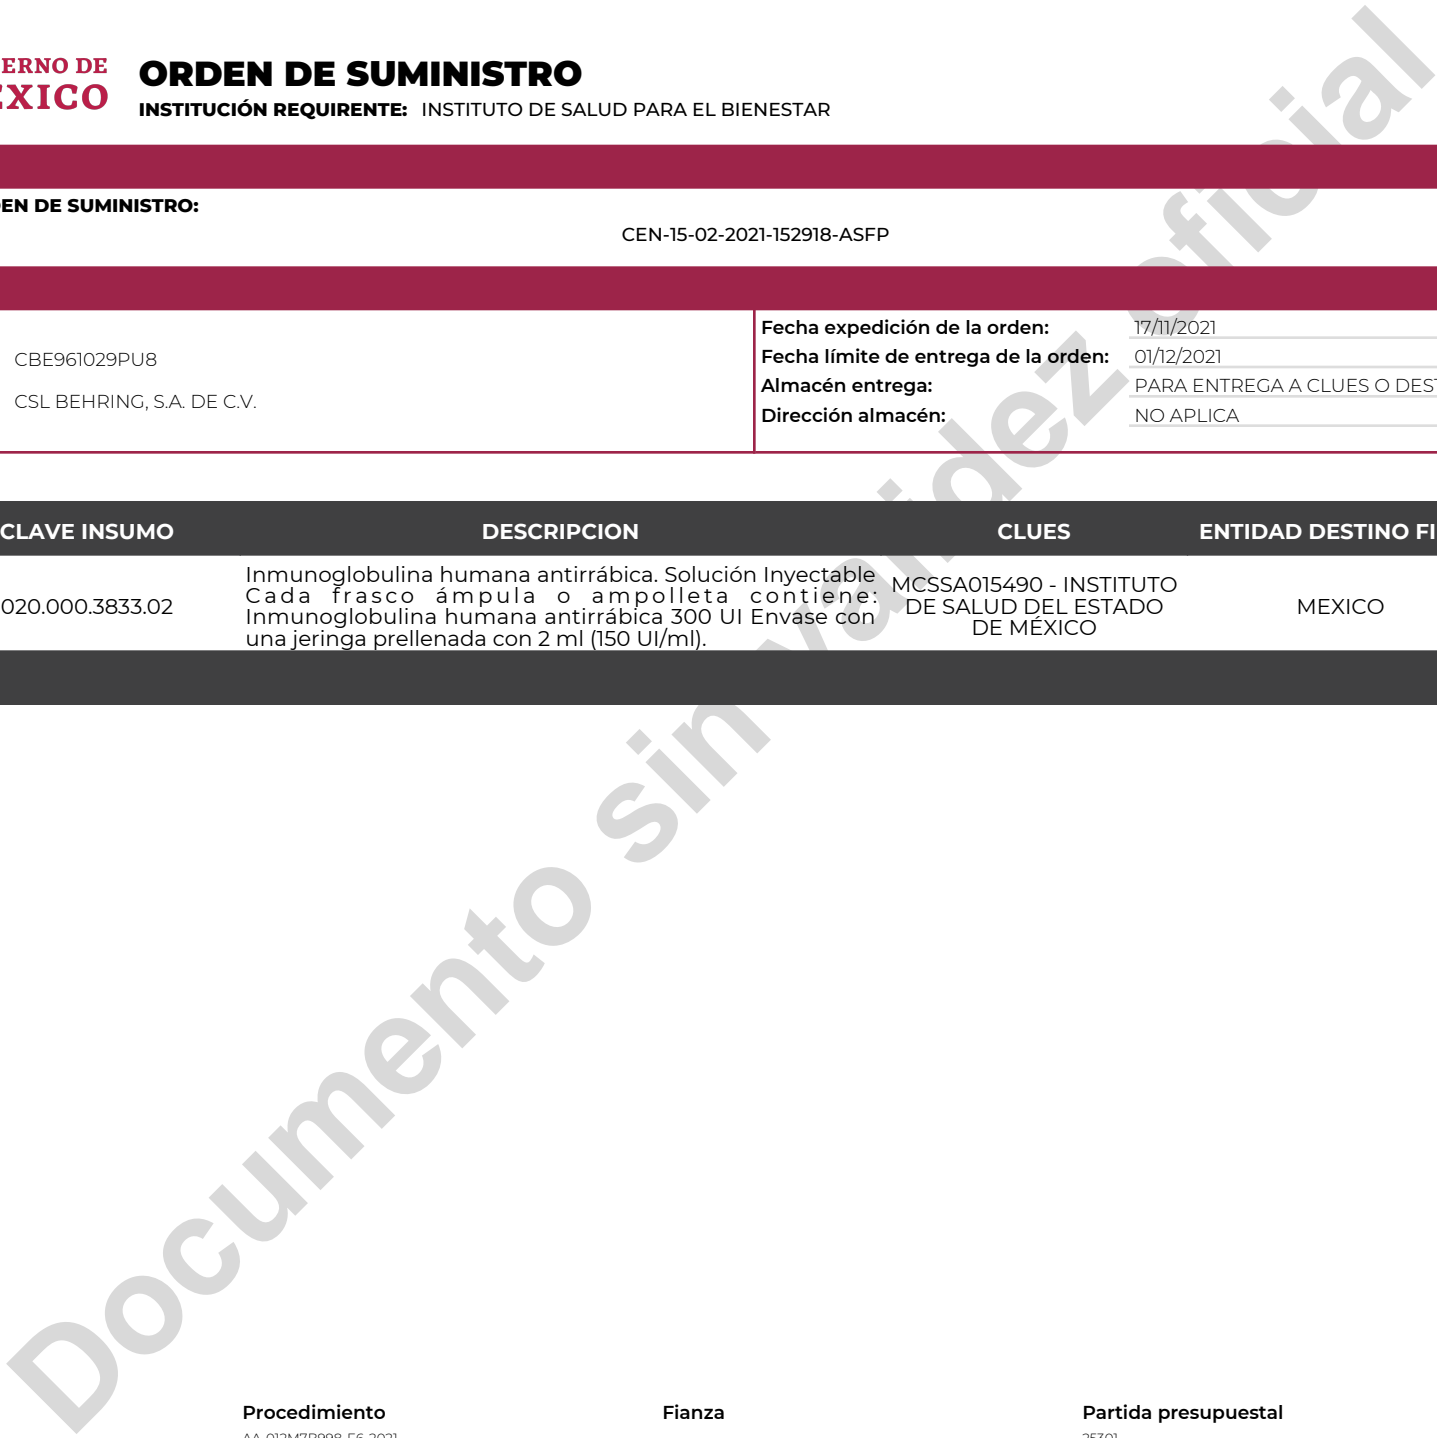 ERNO DE
ORDEN DE SUMINISTRO
INSTITUCIÓN REQUIRENTE: INSTITUTO DE SALUD PARA EL BIENESTAR
EN DE SUMINISTRO:
CEN-15-02-2021-152918-ASFP
CBE961029PU8
CSL BEHRING, S.A. DE C.V.
Fecha expedición de la orden: 17/11/2021
Fecha límite de entrega de la orden: 01/12/2021
Almacén entrega: PARA ENTREGA A CLUES O DEST
Dirección almacén: NO APLICA
CLAVE INSUMO DESCRIPCION CLUES ENTIDAD DESTINO FI
020.000.3833.02
Inmunoglobulina humana antirrábica. Solución Inyectable
Cada frasco ámpula o ampolleta contiene:
Inmunoglobulina humana antirrábica 300 UI Envase con
una jeringa prellenada con 2 ml (150 UI/ml).
MCSSA015490 - INSTITUTO
DE SALUD DEL ESTADO
DE MÉXICO
MEXICO
Documento sin validez oficial
Procedimiento Fianza Partida presupuestal